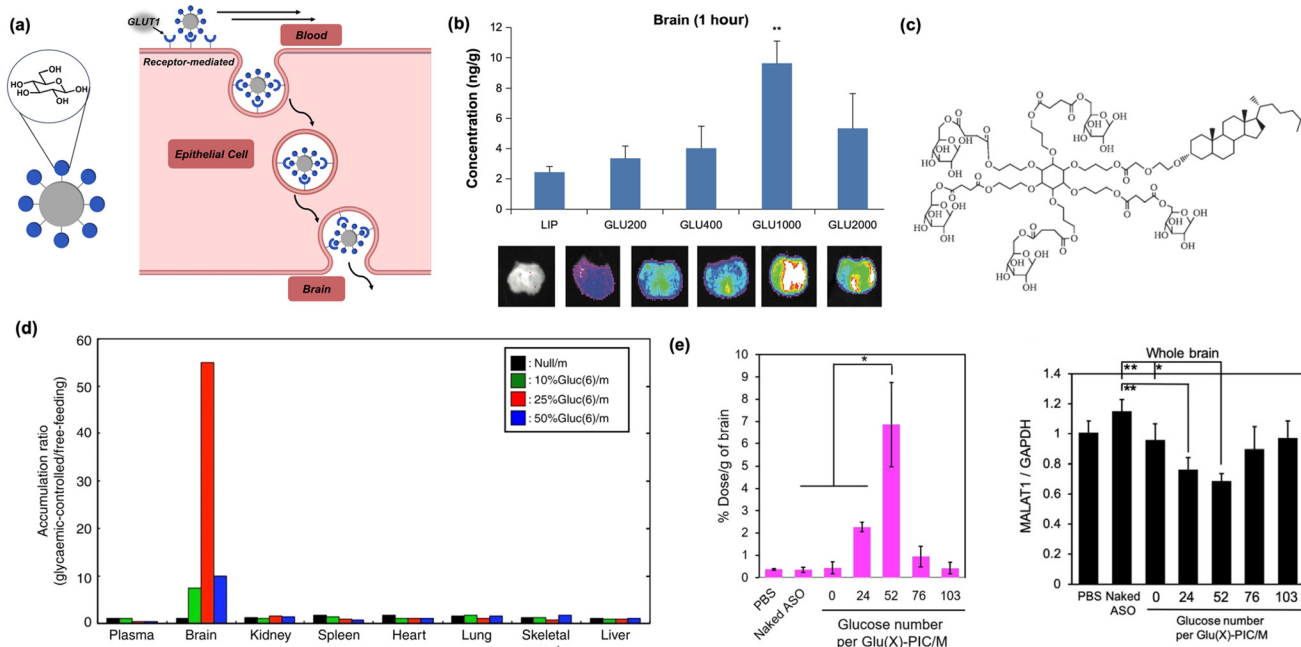 (a)
GLUT1
Blood
Receptor-mediated
OH
HO
HO
OH
OH
Epithelial Cell
Brain
(b)
Brain (1 hour)
Concentration (ng/g)
12
10
8
6
4
2
0
**
LIP
GLU200
GLU400
GLU1000
GLU2000
(c)
(d)
Accumulation ratio
(glycaemic-controlled/free-feeding)
60
50
40
30
20
10
0
: Null/m
: 10%Gluc(6)/m
: 25%Gluc(6)/m
: 50%Gluc(6)/m
Plasma
Brain
Kidney
Spleen
Heart
Lung
Skeletal
Liver
(e)
% Dose/g of brain
10
9
8
7
6
5
4
3
2
1
0
*
PBS
Naked ASO
0
24
52
76
103
Glucose number
per Glu(X)-PIC/M
Whole brain
MALAT1 / GAPDH
1.4
1.2
1
0.8
0.6
0.4
0.2
0
**
*
**
PBS
Naked
ASO
0
24
52
76
103
Glucose number
per Glu(X)-PIC/M